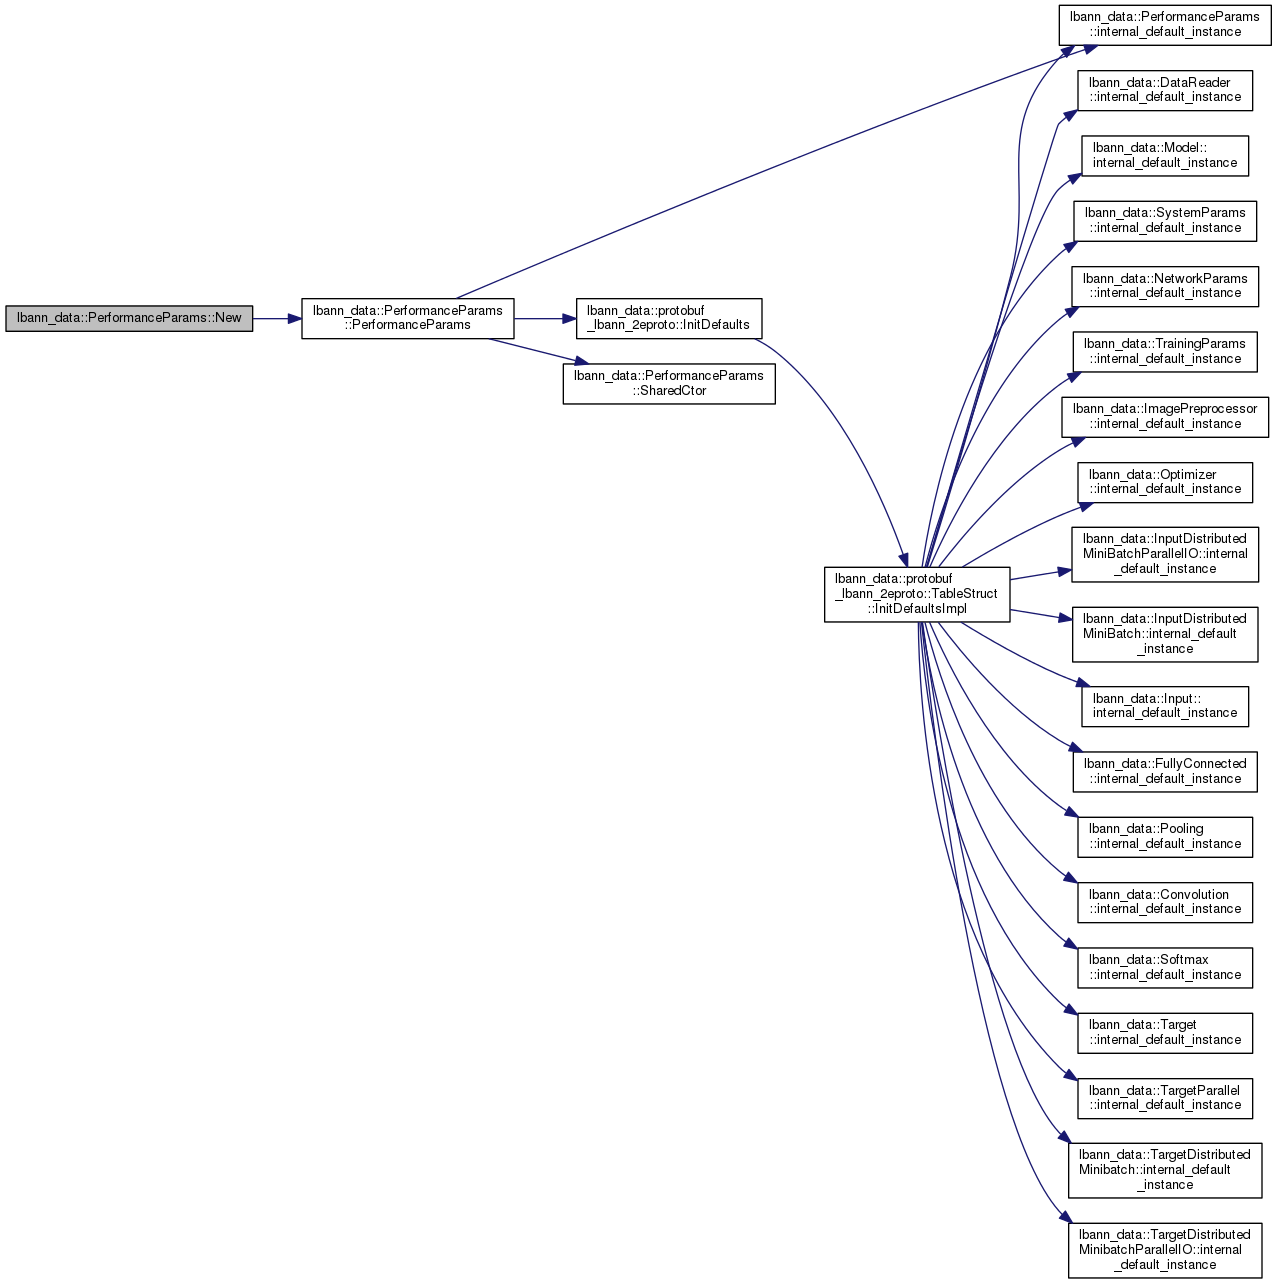 lbann_data::PerformanceParams::New
lbann_data::PerformanceParams
::PerformanceParams
lbann_data::protobuf
_lbann_2eproto::InitDefaults
lbann_data::PerformanceParams
::SharedCtor
lbann_data::protobuf
_lbann_2eproto::TableStruct
::InitDefaultsImpl
lbann_data::PerformanceParams
::internal_default_instance
lbann_data::DataReader
::internal_default_instance
lbann_data::Model::
internal_default_instance
lbann_data::SystemParams
::internal_default_instance
lbann_data::NetworkParams
::internal_default_instance
lbann_data::TrainingParams
::internal_default_instance
lbann_data::ImagePreprocessor
::internal_default_instance
lbann_data::Optimizer
::internal_default_instance
lbann_data::InputDistributed
MiniBatchParallelIO::internal
_default_instance
lbann_data::InputDistributed
MiniBatch::internal_default
_instance
lbann_data::Input::
internal_default_instance
lbann_data::FullyConnected
::internal_default_instance
lbann_data::Pooling
::internal_default_instance
lbann_data::Convolution
::internal_default_instance
lbann_data::Softmax
::internal_default_instance
lbann_data::Target
::internal_default_instance
lbann_data::TargetParallel
::internal_default_instance
lbann_data::TargetDistributed
Minibatch::internal_default
_instance
lbann_data::TargetDistributed
MinibatchParallelIO::internal
_default_instance